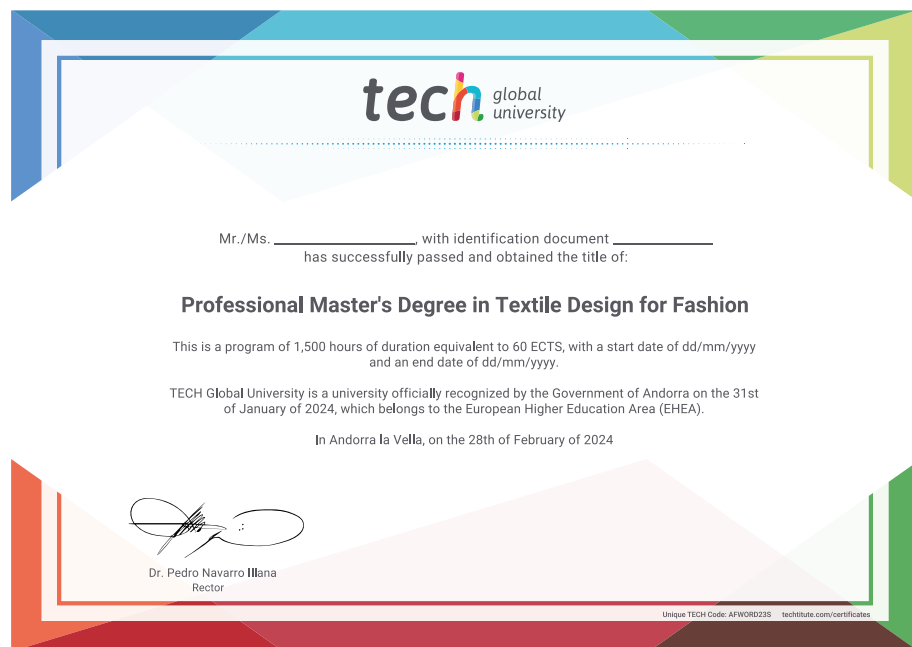 tech global university
Mr./Ms. ____________, with identification document ____________
has successfully passed and obtained the title of:
Professional Master's Degree in Textile Design for Fashion
This is a program of 1,500 hours of duration equivalent to 60 ECTS, with a start date of dd/mm/yyyy
and an end date of dd/mm/yyyy.
TECH Global University is a university officially recognized by the Government of Andorra on the 31st
of January of 2024, which belongs to the European Higher Education Area (EHEA).
In Andorra la Vella, on the 28th of February of 2024
Dr. Pedro Navarro Illana
Rector
Unique TECH Code: AFWORD23S techtitute.com/certificates